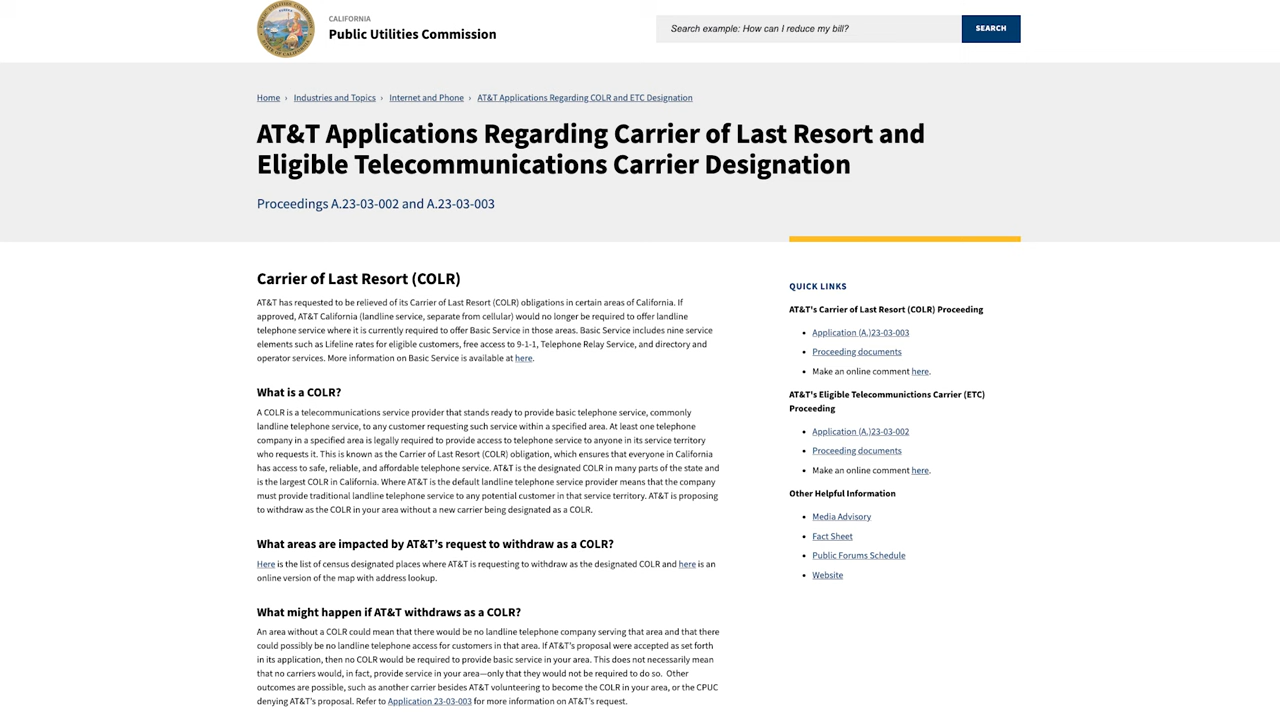 CALIFORNIA
Public Utilities Commission
Search example: How can I reduce my bill?
SEARCH
Home › Industries and Topics › Internet and Phone › AT&T Applications Regarding COLR and ETC Designation
AT&T Applications Regarding Carrier of Last Resort and
Eligible Telecommunications Carrier Designation
Proceedings A.23-03-002 and A.23-03-003
Carrier of Last Resort (COLR)
AT&T has requested to be relieved of its Carrier of Last Resort (COLR) obligations in certain areas of California. If
approved, AT&T California (landline service, separate from cellular) would no longer be required to offer landline
telephone service where it is currently required to offer Basic Service in those areas. Basic Service includes nine service
elements such as Lifeline rates for eligible customers, free access to 9-1-1, Telephone Relay Service, and directory and
operator services. More information on Basic Service is available at here.
What is a COLR?
A COLR is a telecommunications service provider that stands ready to provide basic telephone service, commonly
landline telephone service, to any customer requesting such service within a specified area. At least one telephone
company in a specified area is legally required to provide access to telephone service to anyone in its service territory
who requests it. This is known as the Carrier of Last Resort (COLR) obligation, which ensures that everyone in California
has access to safe, reliable, and affordable telephone service. AT&T is the designated COLR in many parts of the state and
is the largest COLR in California. Where AT&T is the default landline telephone service provider means that the company
must provide traditional landline telephone service to any potential customer in that service territory. AT&T is proposing
to withdraw as the COLR in your area without a new carrier being designated as a COLR.
What areas are impacted by AT&T’s request to withdraw as a COLR?
Here is the list of census designated places where AT&T is requesting to withdraw as the designated COLR and here is an
online version of the map with address lookup.
What might happen if AT&T withdraws as a COLR?
An area without a COLR could mean that there would be no landline telephone company serving that area and that there
could possibly be no landline telephone access for customers in that area. If AT&T’s proposal were accepted as set forth
in its application, then no COLR would be required to provide basic service in your area. This does not necessarily mean
that no carriers would, in fact, provide service in your area—only that they would not be required to do so.  Other
outcomes are possible, such as another carrier besides AT&T volunteering to become the COLR in your area, or the CPUC
denying AT&T’s proposal. Refer to Application 23-03-003 for more information on AT&T’s request.
QUICK LINKS
AT&T's Carrier of Last Resort (COLR) Proceeding
• Application (A.)23-03-003
• Proceeding documents
• Make an online comment here.
AT&T's Eligible Telecommunictions Carrier (ETC)
Proceeding
• Application (A.)23-03-002
• Proceeding documents
• Make an online comment here.
Other Helpful Information
• Media Advisory
• Fact Sheet
• Public Forums Schedule
• Website